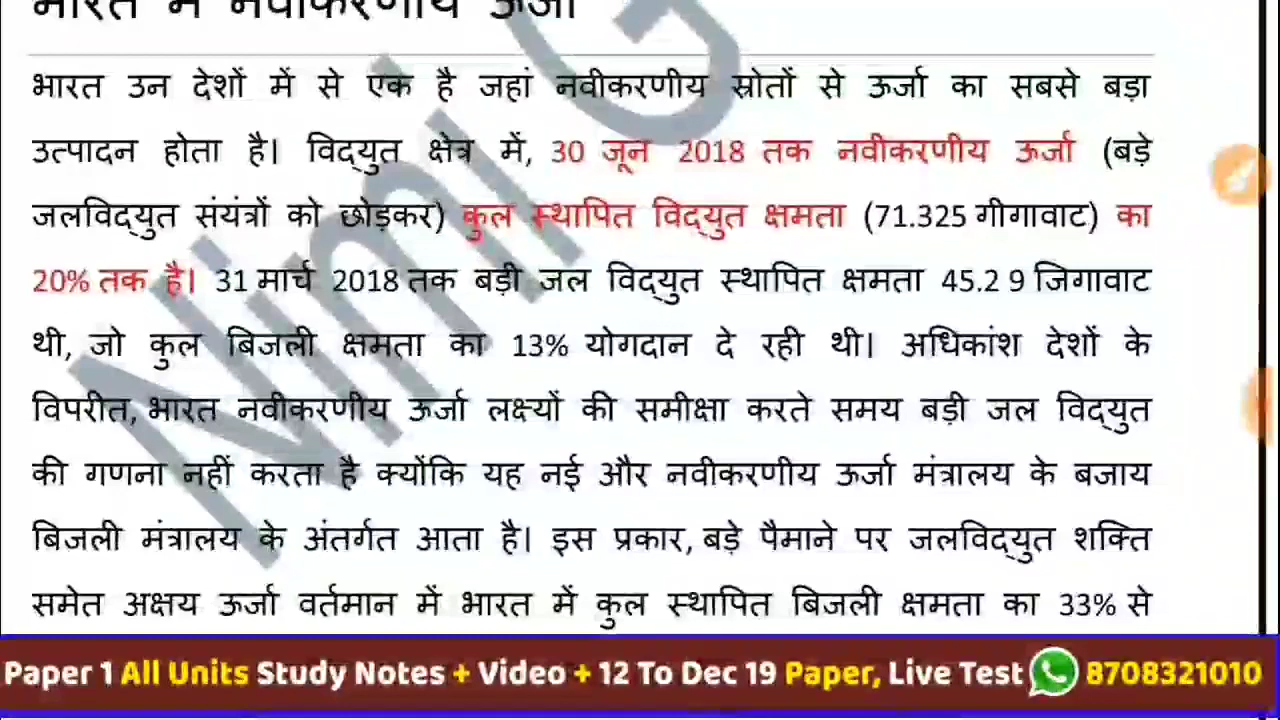 भारत में नवीकरणीय ऊर्जा
भारत उन देशों में से एक है जहां नवीकरणीय स्रोतों से ऊर्जा का सबसे बड़ा
उत्पादन होता है। विद्युत क्षेत्र में, 30 जून 2018 तक नवीकरणीय ऊर्जा (बड़े
जलविद्युत संयंत्रों को छोड़कर) कुल स्थापित विद्युत क्षमता (71.325 गीगावाट) का
20% तक है। 31 मार्च 2018 तक बड़ी जल विद्युत स्थापित क्षमता 45.2 9 जिगावाट
थी, जो कुल बिजली क्षमता का 13% योगदान दे रही थी। अधिकांश देशों के
विपरीत, भारत नवीकरणीय ऊर्जा लक्ष्यों की समीक्षा करते समय बड़ी जल विद्युत
की गणना नहीं करता है क्योंकि यह नई और नवीकरणीय ऊर्जा मंत्रालय के बजाय
बिजली मंत्रालय के अंतर्गत आता है। इस प्रकार, बड़े पैमाने पर जलविद्युत शक्ति
समेत अक्षय ऊर्जा वर्तमान में भारत में कुल स्थापित बिजली क्षमता का 33% से
Nimi G
Paper 1 All Units Study Notes + Video + 12 To Dec 19 Paper, Live Test 8708321010